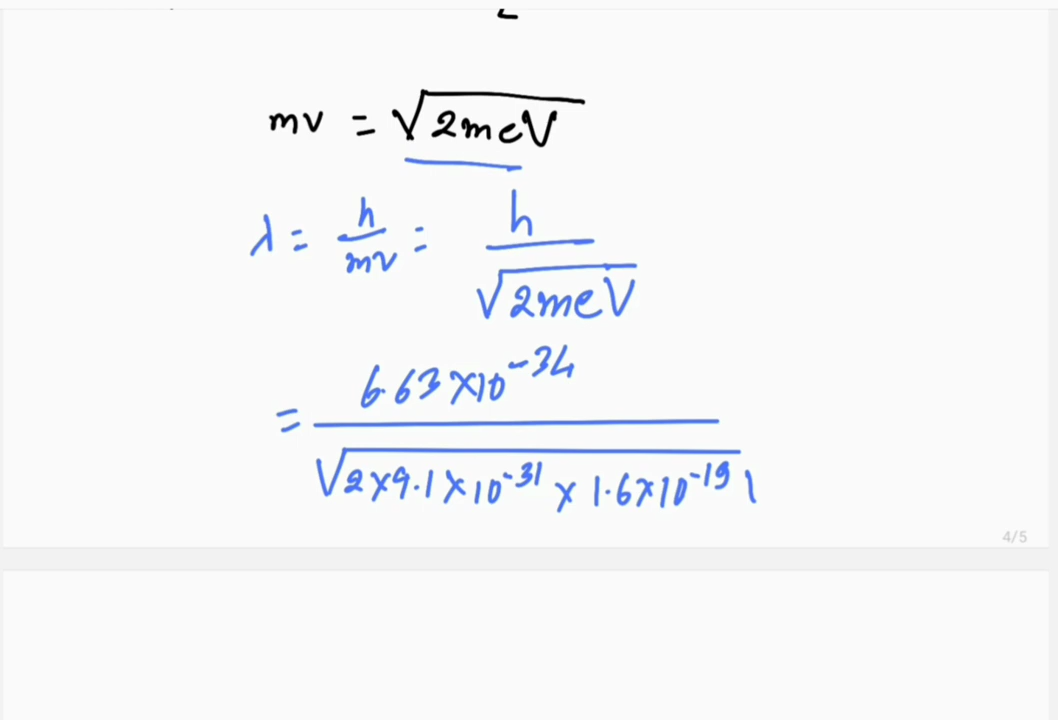 mv = √2meV
λ = h/mv = h/√2meV
= 6.63 × 10⁻³⁴/√2×9.1×10⁻³¹ × 1.6×10⁻¹⁹ 1
4/5